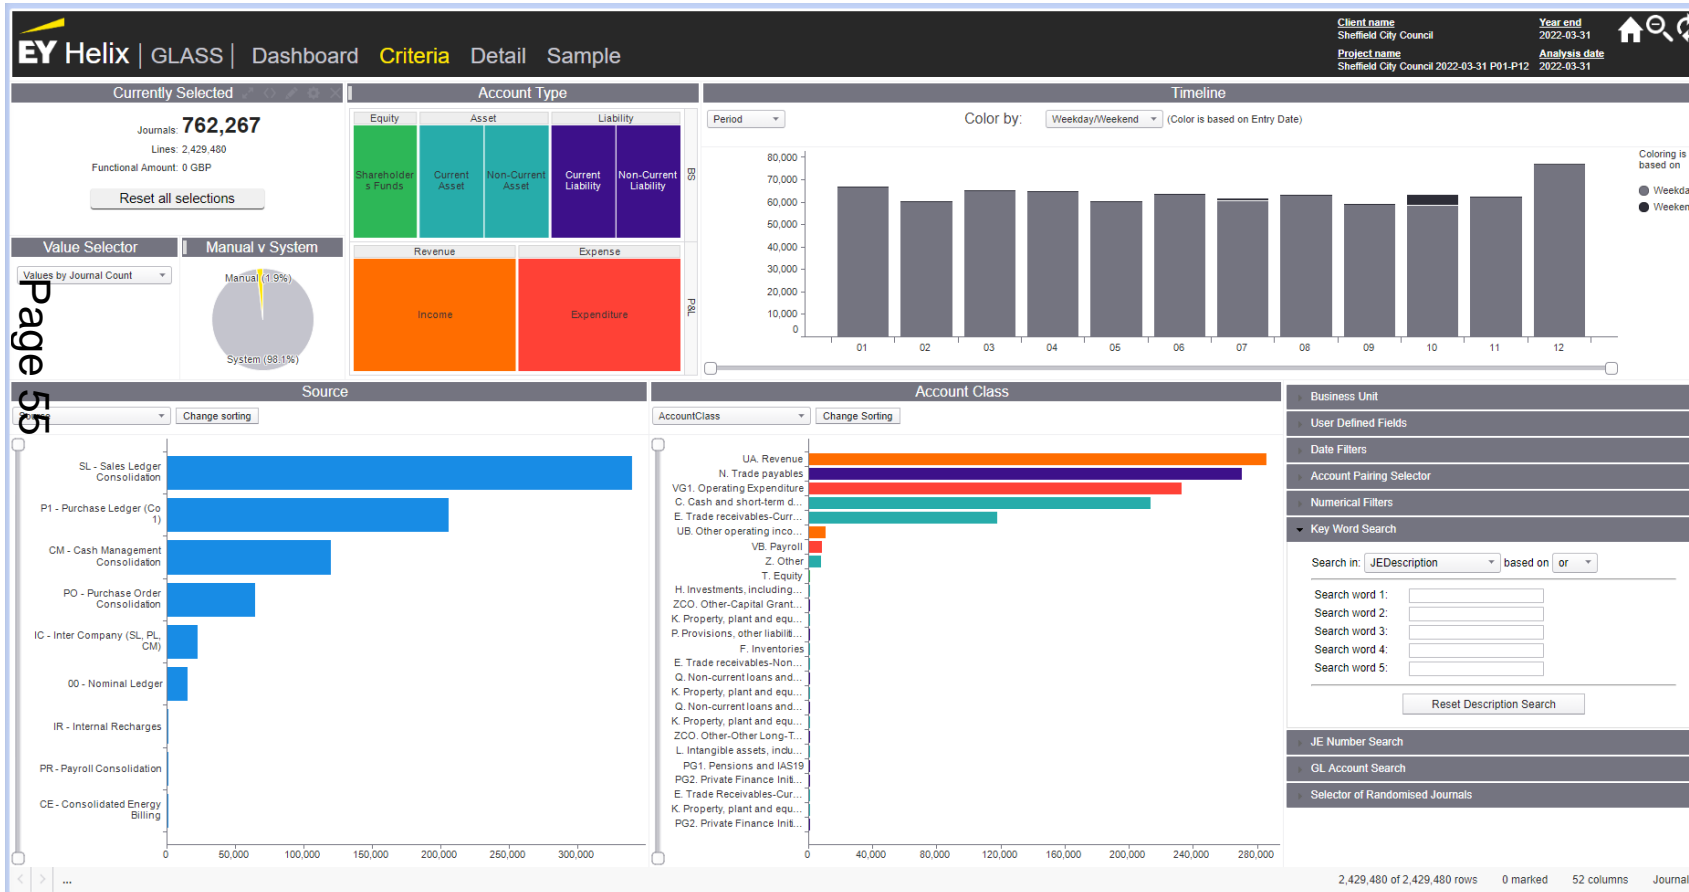 EY Helix | GLASS | Dashboard Criteria Detail Sample
Client name
Sheffield City Council
Project name
Sheffield City Council 2022-03-31 P01-P12
Year end
2022-03-31
Analysis date
2022-03-31
Currently Selected
Journals: 762,267
Lines: 2,429,480
Functional Amount: 0 GBP
Reset all selections
Value Selector
Values by Journal Count
Manual v System
Manual (1.9%)
System (98.1%)
Page 55
Account Type
Equity
Asset
Liability
Shareholder
s Funds
Current
Asset
Non-Current
Asset
Current
Liability
Non-Current
Liability
BS
Revenue
Expense
Income
Expenditure
P&L
Timeline
Period
Color by:
Weekday/Weekend
(Color is based on Entry Date)
80,000
70,000
60,000
50,000
40,000
30,000
20,000
10,000
0
01 02 03 04 05 06 07 08 09 10 11 12
Coloring is
based on
Weekda
Weeken
Source
Source
Change sorting
SL - Sales Ledger
Consolidation
P1 - Purchase Ledger (Co
1)
CM - Cash Management
Consolidation
PO - Purchase Order
Consolidation
IC - Inter Company (SL, PL,
CM)
00 - Nominal Ledger
IR - Internal Recharges
PR - Payroll Consolidation
CE - Consolidated Energy
Billing
0 50,000 100,000 150,000 200,000 250,000 300,000
Account Class
AccountClass
Change Sorting
UA. Revenue
N. Trade payables
VG1. Operating Expenditure
C. Cash and short-term d...
E. Trade receivables-Curr...
UB. Other operating inco...
VB. Payroll
Z. Other
T. Equity
H. Investments, including...
ZCO. Other-Capital Grant...
K. Property, plant and equ...
P. Provisions, other liabiliti...
F. Inventories
E. Trade receivables-Non...
Q. Non-current loans and...
K. Property, plant and equ...
Q. Non-current loans and...
K. Property, plant and equ...
ZCO. Other-Other Long-T...
L. Intangible assets, inclu...
PG1. Pensions and IAS19
PG2. Private Finance Initi...
E. Trade Receivables-Cur...
K. Property, plant and equ...
PG2. Private Finance Initi...
0 40,000 80,000 120,000 160,000 200,000 240,000 280,000
Business Unit
User Defined Fields
Date Filters
Account Pairing Selector
Numerical Filters
Key Word Search
Search in: JEDescription based on or
Search word 1:
Search word 2:
Search word 3:
Search word 4:
Search word 5:
Reset Description Search
JE Number Search
GL Account Search
Selector of Randomised Journals
... 2,429,480 of 2,429,480 rows 0 marked 52 columns Journal